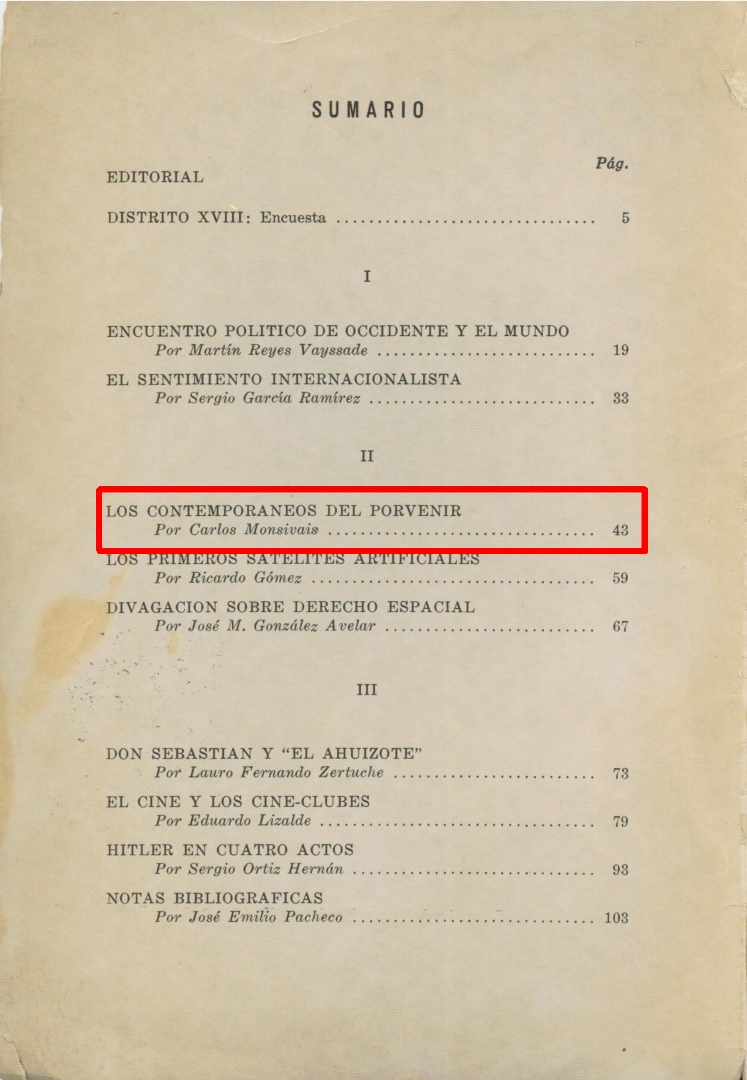 SUMARIO
Pág.
EDITORIAL
DISTRITO XVIII: Encuesta ................................ 5
I
ENCUENTRO POLITICO DE OCCIDENTE Y EL MUNDO
Por Martín Reyes Vayssade ........................... 19
EL SENTIMIENTO INTERNACIONALISTA
Por Sergio García Ramírez ............................ 33
II
LOS CONTEMPORANEOS DEL PORVENIR
Por Carlos Monsivais ................................. 43
LOS PRIMEROS SATELITES ARTIFICIALES
Por Ricardo Gómez ................................... 59
DIVAGACION SOBRE DERECHO ESPACIAL
Por José M. González Avelar .......................... 67
III
DON SEBASTIAN Y “EL AHUIZOTE”
Por Lauro Fernando Zertuche ......................... 73
EL CINE Y LOS CINE-CLUBES
Por Eduardo Lizalde .................................. 79
HITLER EN CUATRO ACTOS
Por Sergio Ortiz Hernán .............................. 93
NOTAS BIBLIOGRAFICAS
Por José Emilio Pacheco .............................. 103